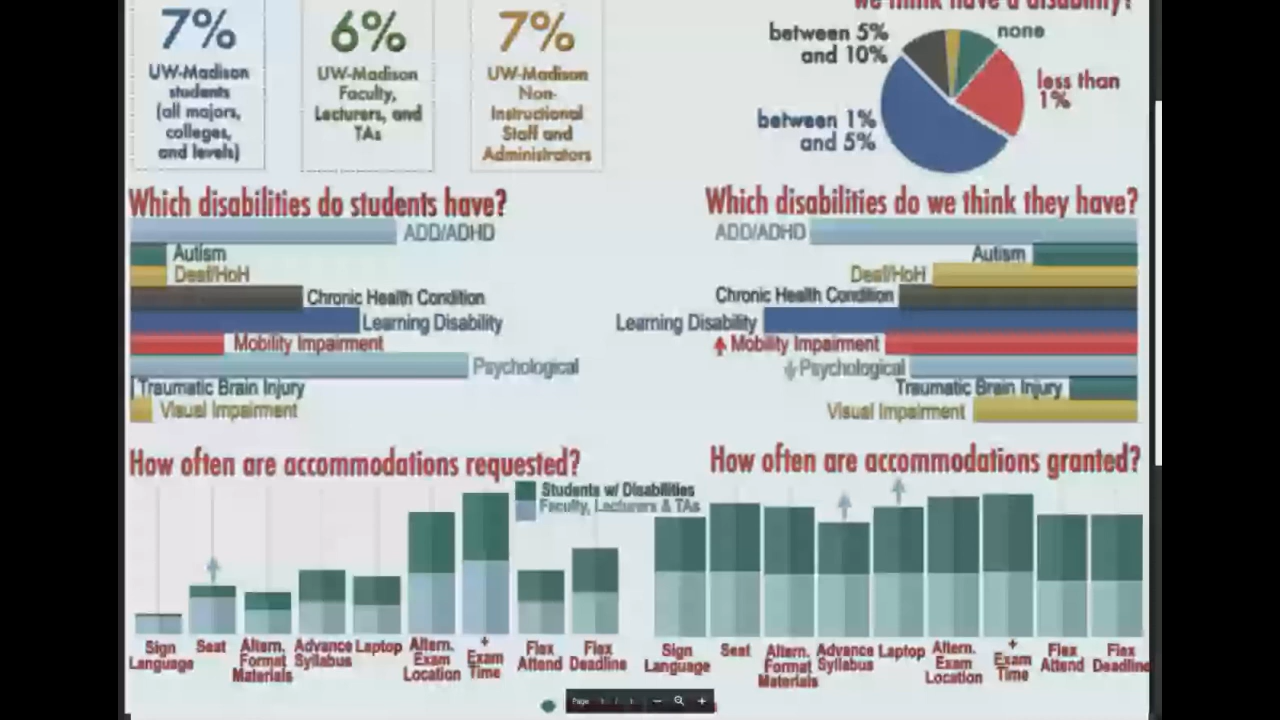 we think have a disability?
7%
UW-Madison
students
(all majors,
colleges,
and levels)
6%
UW-Madison
Faculty,
Lecturers, and
TAs
7%
UW-Madison
Non-
Instructional
Staff and
Administrators
between 5%
and 10%
none
less than
1%
between 1%
and 5%
Which disabilities do students have?
ADD/ADHD
Autism
Deaf/HoH
Chronic Health Condition
Learning Disability
Mobility Impairment
Psychological
Traumatic Brain Injury
Visual Impairment
Which disabilities do we think they have?
ADD/ADHD
Autism
Deaf/HoH
Chronic Health Condition
Learning Disability
Mobility Impairment
Psychological
Traumatic Brain Injury
Visual Impairment
How often are accommodations requested?
Students w/ Disabilities
Faculty, Lecturers & TAs
Sign
Language
Seat
Altern.
Format
Materials
Advance
Syllabus
Laptop
Altern.
Exam
Location
+
Exam
Time
Flex
Attend
Flex
Deadline
How often are accommodations granted?
Sign
Language
Seat
Altern.
Format
Materials
Advance
Syllabus
Laptop
Altern.
Exam
Location
+
Exam
Time
Flex
Attend
Flex
Deadline
Page 1 / 1 − +